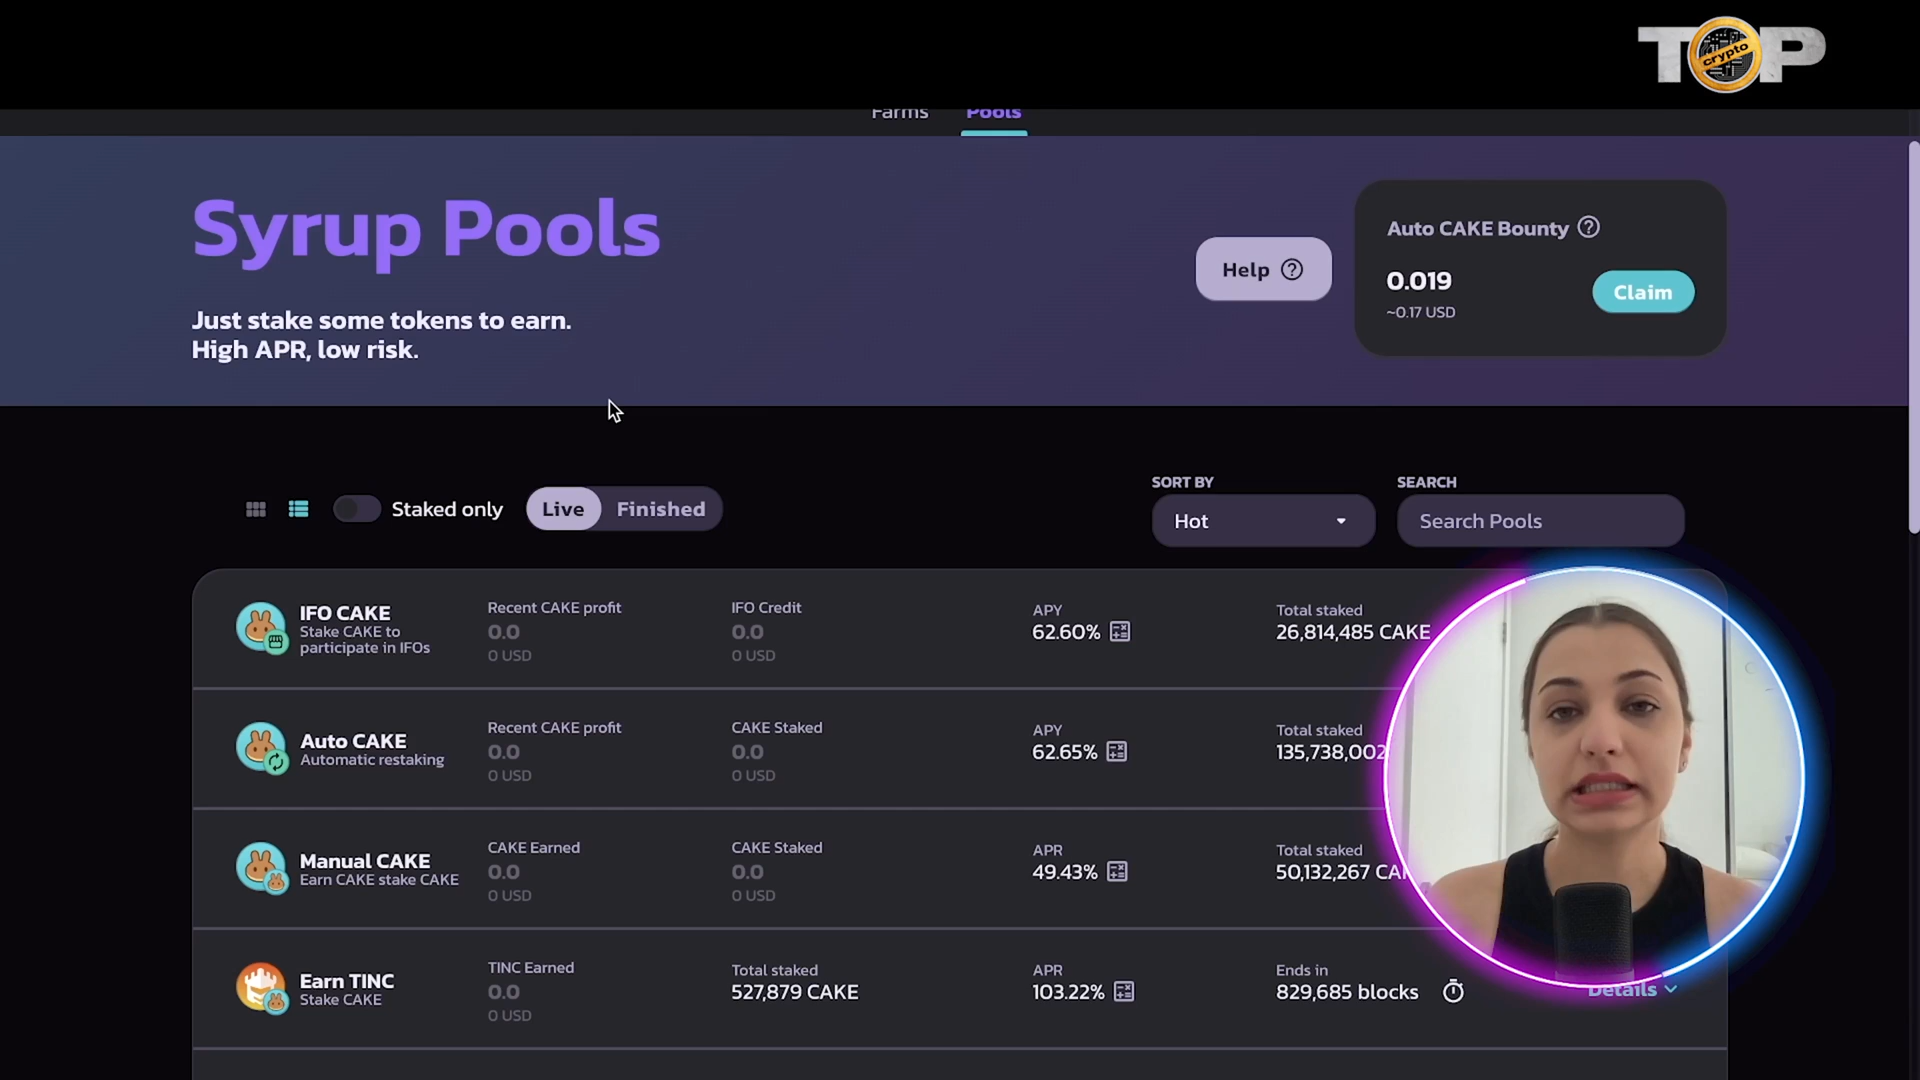 TOP
crypto
Farms
Pools
Syrup Pools
Just stake some tokens to earn.
High APR, low risk.
Help
Auto CAKE Bounty
0.019
~0.17 USD
Claim
Staked only
Live
Finished
SORT BY
Hot
SEARCH
Search Pools
IFO CAKE
Stake CAKE to
participate in IFOs
Recent CAKE profit
0.0
0 USD
IFO Credit
0.0
0 USD
APY
62.60%
Total staked
26,814,485 CAKE
Auto CAKE
Automatic restaking
Recent CAKE profit
0.0
0 USD
CAKE Staked
0.0
0 USD
APY
62.65%
Total staked
135,738,002
Manual CAKE
Earn CAKE stake CAKE
CAKE Earned
0.0
0 USD
CAKE Staked
0.0
0 USD
APR
49.43%
Total staked
50,132,267
Earn TINC
Stake CAKE
TINC Earned
0.0
0 USD
Total staked
527,879 CAKE
APR
103.22%
Ends in
829,685 blocks
Details